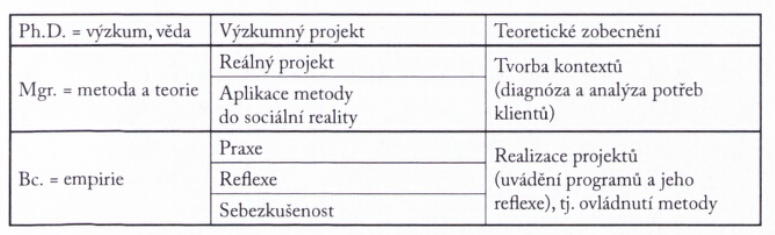 Ph.D. = výzkum, věda
Výzkumný projekt
Teoretické zobecnění
Mgr. = metoda a teorie
Reálný projekt
Aplikace metody
do sociální reality
Tvorba kontextů
(diagnóza a analýza potřeb
klientů)
Bc. = empirie
Praxe
Reflexe
Sebezkušenost
Realizace projektů
(uvádění programů a jeho
reflexe), tj. ovládnutí metody